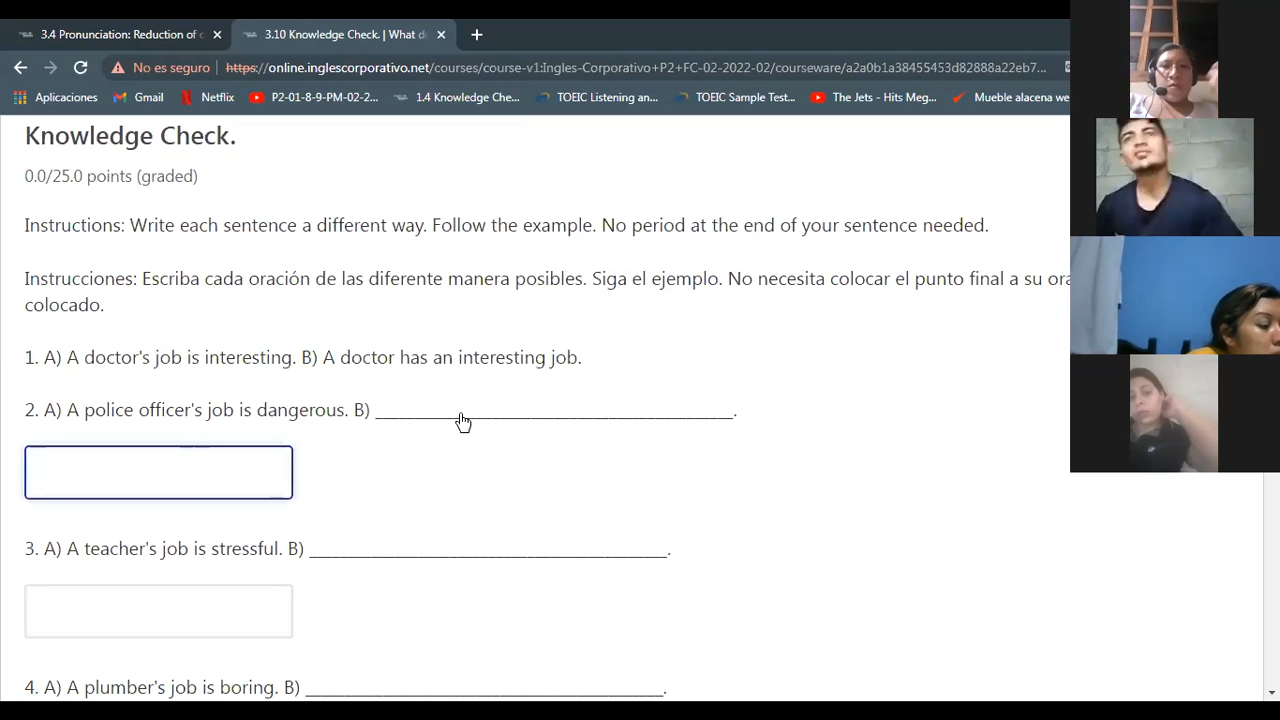 3.4 Pronunciation: Reduction of c
3.10 Knowledge Check. | What do
No es seguro
https://online.inglescorporativo.net/courses/course-v1:Ingles-Corporativo+P2+FC-02-2022-02/courseware/a2a0b1a38455453d82888a22eb7...
Aplicaciones
Gmail
Netflix
P2-01-8-9-PM-02-2...
1.4 Knowledge Che...
TOEIC Listening an...
TOEIC Sample Test...
The Jets - Hits Meg...
Mueble alacena we
Knowledge Check.
0.0/25.0 points (graded)
Instructions: Write each sentence a different way. Follow the example. No period at the end of your sentence needed.
Instrucciones: Escriba cada oración de las diferente manera posibles. Siga el ejemplo. No necesita colocar el punto final a su ora
colocado.
1. A) A doctor's job is interesting. B) A doctor has an interesting job.
2. A) A police officer's job is dangerous. B) ____________________________________.
3. A) A teacher's job is stressful. B) ____________________________________.
4. A) A plumber's job is boring. B) ____________________________________.